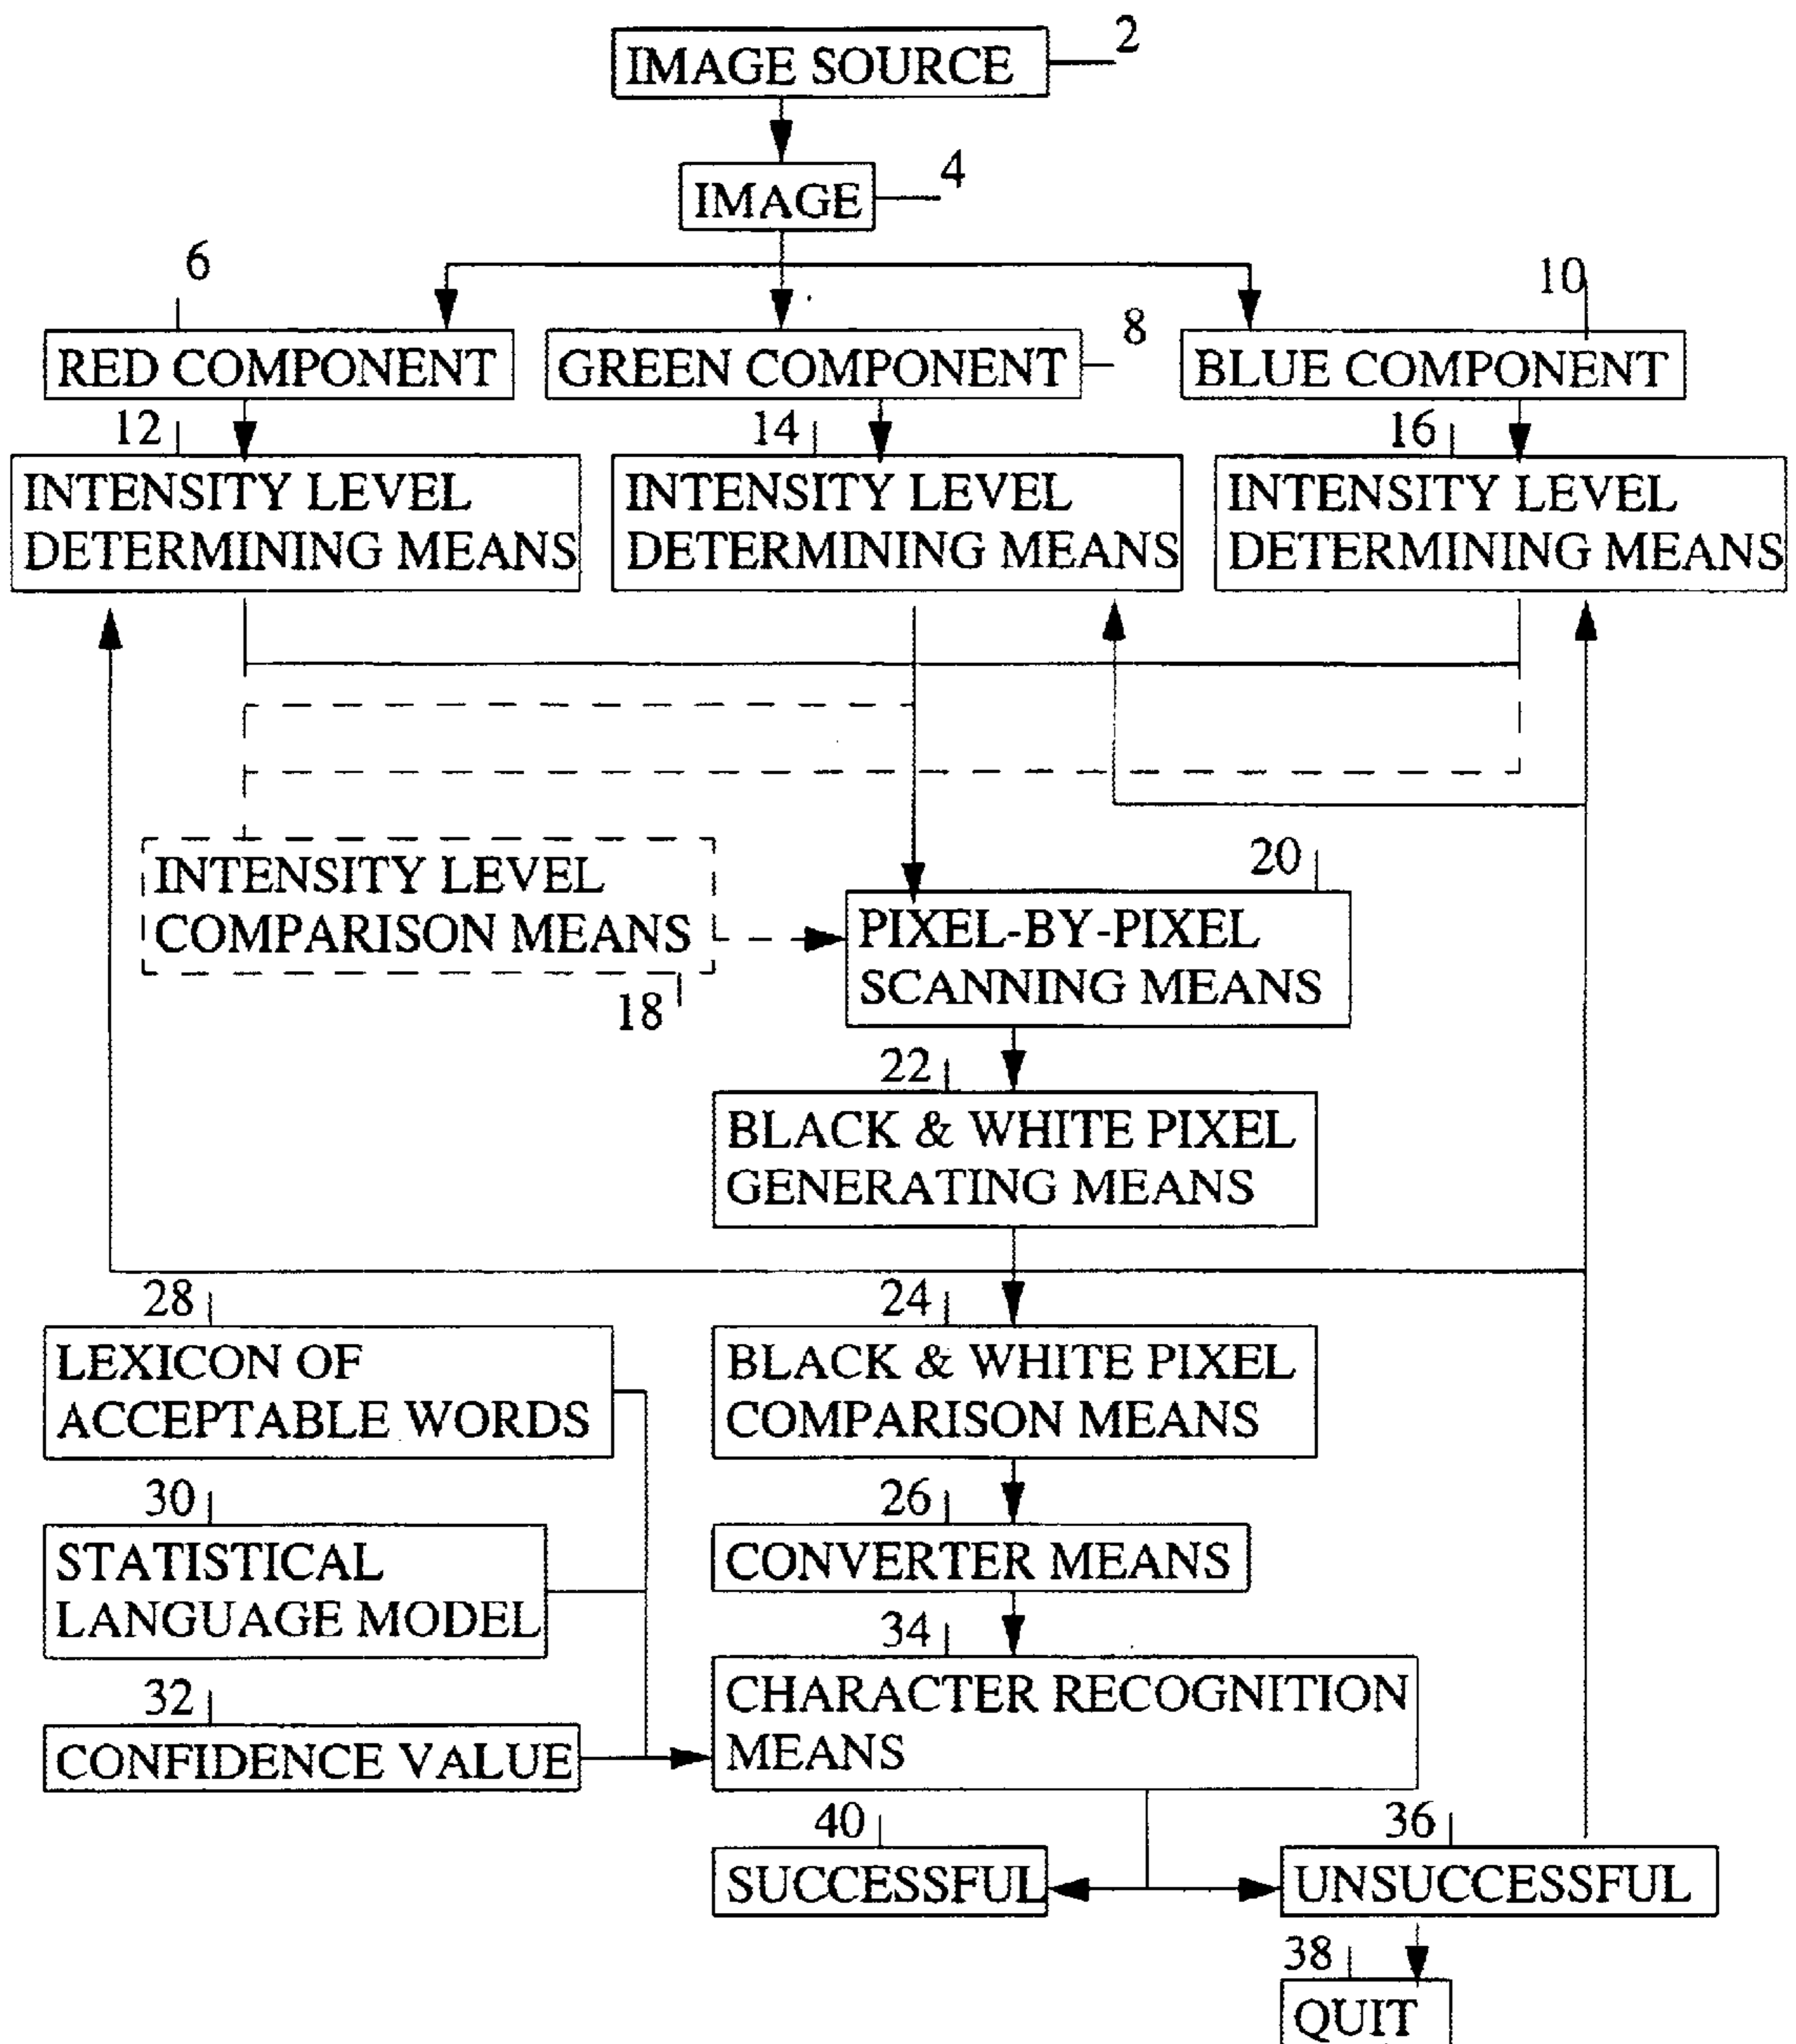 2
IMAGE SOURCE
4
IMAGE
6
10
8
RED COMPONENT
GREEN COMPONENT
BLUE COMPONENT
12
14
16
INTENSITY LEVEL
DETERMINING MEANS
INTENSITY LEVEL
DETERMINING MEANS
INTENSITY LEVEL
DETERMINING MEANS
INTENSITY LEVEL
COMPARISON MEANS
18
20
PIXEL-BY-PIXEL
SCANNING MEANS
22
BLACK & WHITE PIXEL
GENERATING MEANS
28
LEXICON OF
ACCEPTABLE WORDS
24
BLACK & WHITE PIXEL
COMPARISON MEANS
30
STATISTICAL
LANGUAGE MODEL
26
CONVERTER MEANS
32
CONFIDENCE VALUE
34
CHARACTER RECOGNITION
MEANS
40
SUCCESSFUL
36
UNSUCCESSFUL
38
QUIT